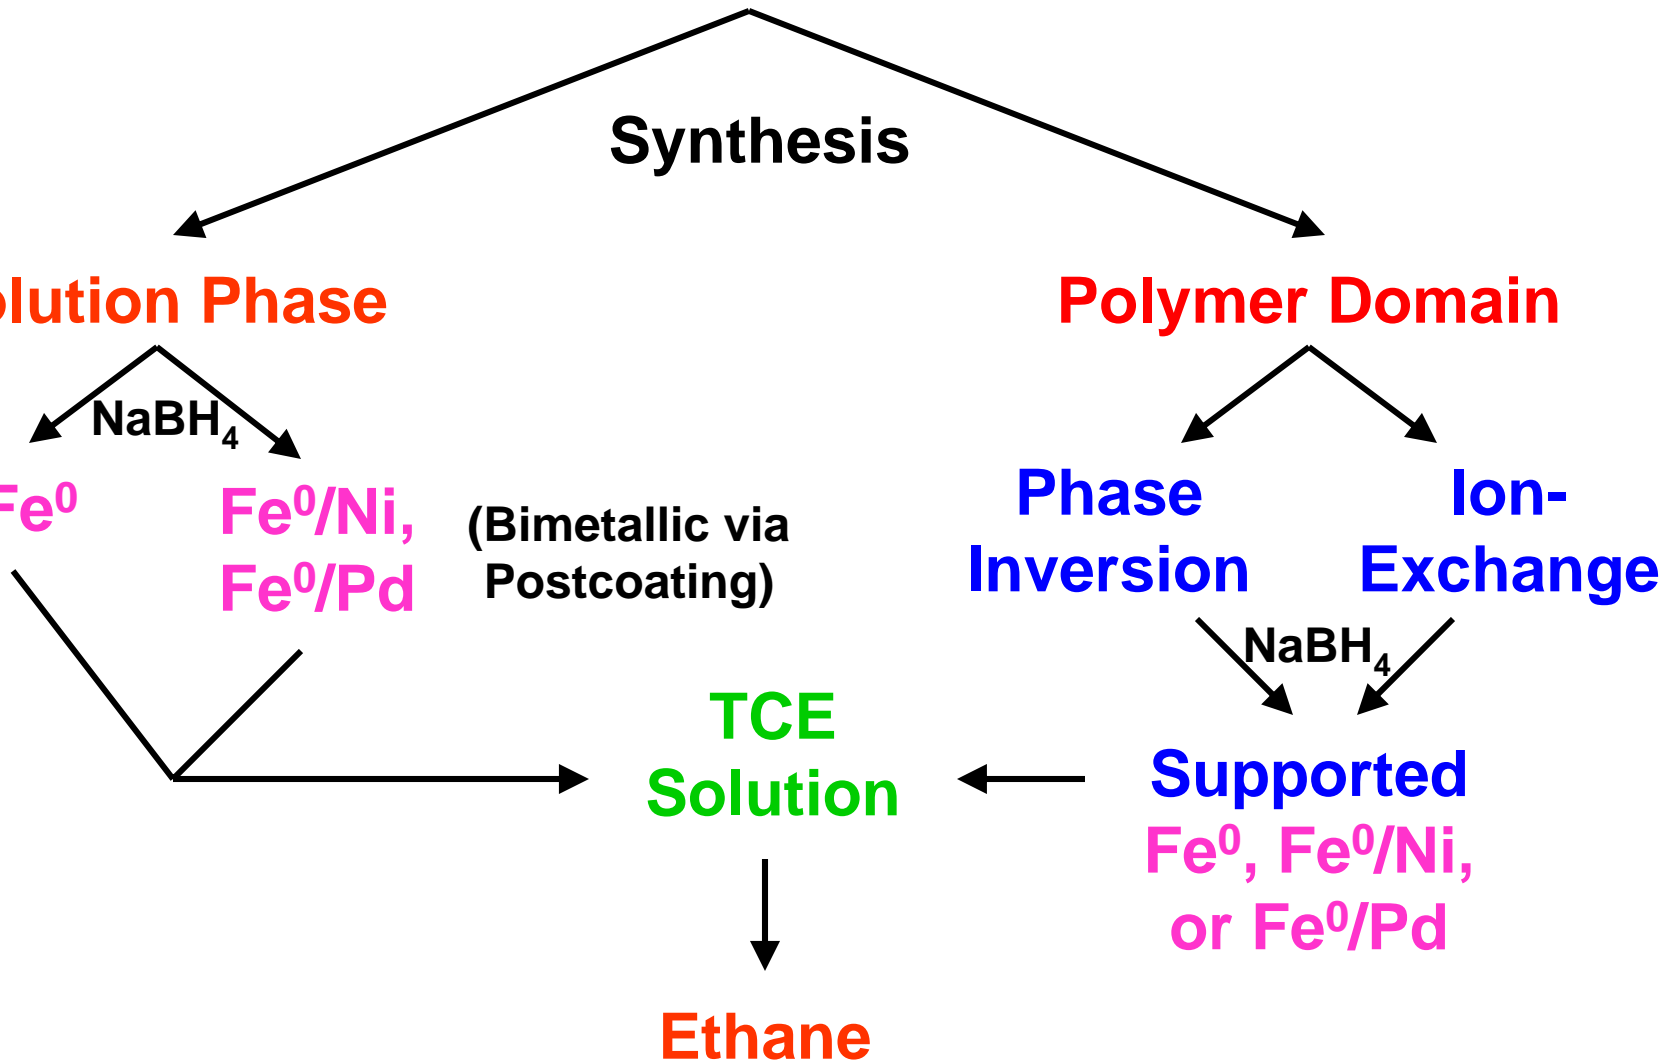 Synthesis
olution Phase
Polymer Domain
NaBH₄
Fe⁰
Fe⁰/Ni,
Fe⁰/Pd
(Bimetallic via
Postcoating)
Phase
Inversion
Ion-
Exchange
NaBH₄
TCE
Solution
Supported
Fe⁰, Fe⁰/Ni,
or Fe⁰/Pd
Ethane